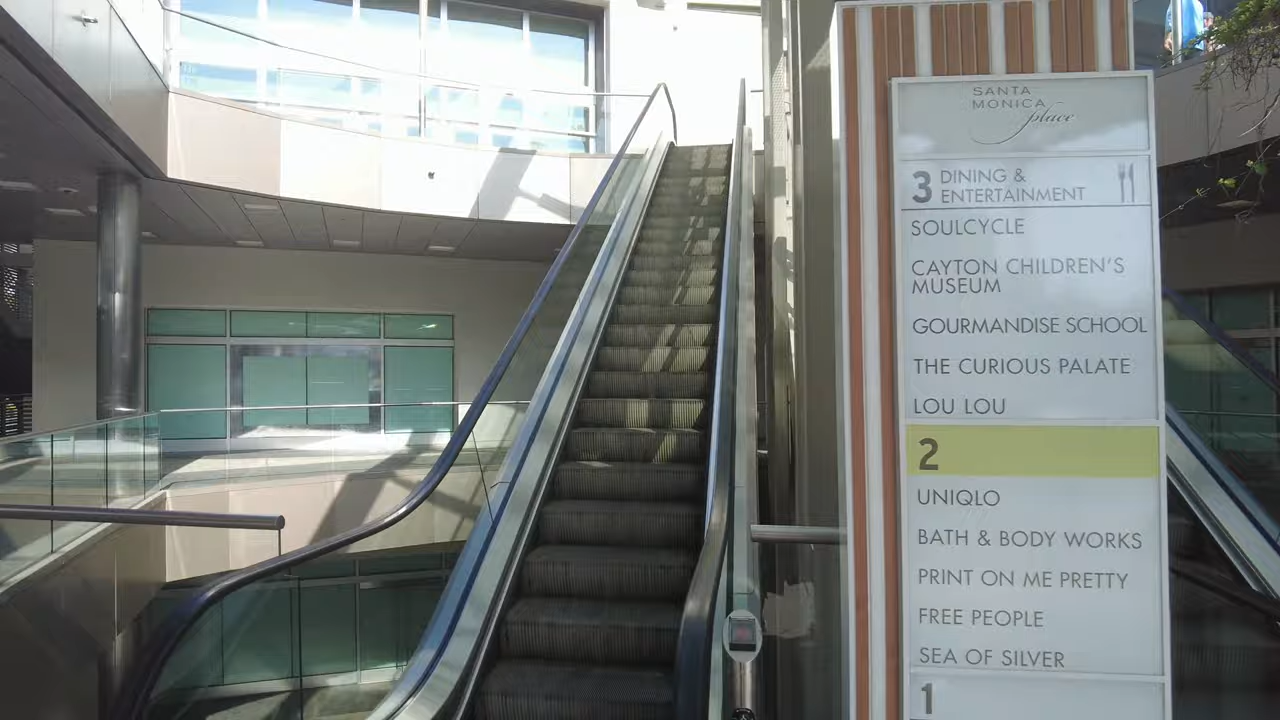 SANTA
MONICA
place
3 DINING &
ENTERTAINMENT
SOULCYCLE
CAYTON CHILDREN'S
MUSEUM
GOURMANDISE SCHOOL
THE CURIOUS PALATE
LOU LOU
2
UNIQLO
BATH & BODY WORKS
PRINT ON ME PRETTY
FREE PEOPLE
SEA OF SILVER
1